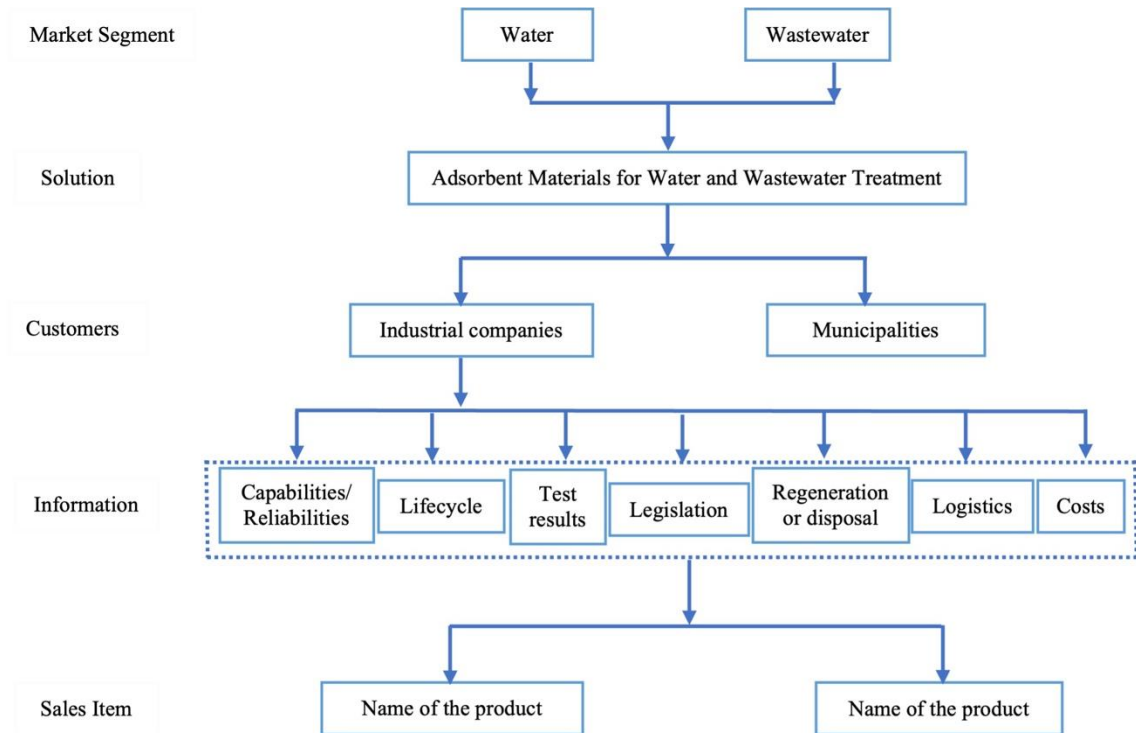 Market Segment
Water
Wastewater
Solution
Adsorbent Materials for Water and Wastewater Treatment
Customers
Industrial companies
Municipalities
Information
Capabilities/
Reliabilities
Lifecycle
Test
results
Legislation
Regeneration
or disposal
Logistics
Costs
Sales Item
Name of the product
Name of the product